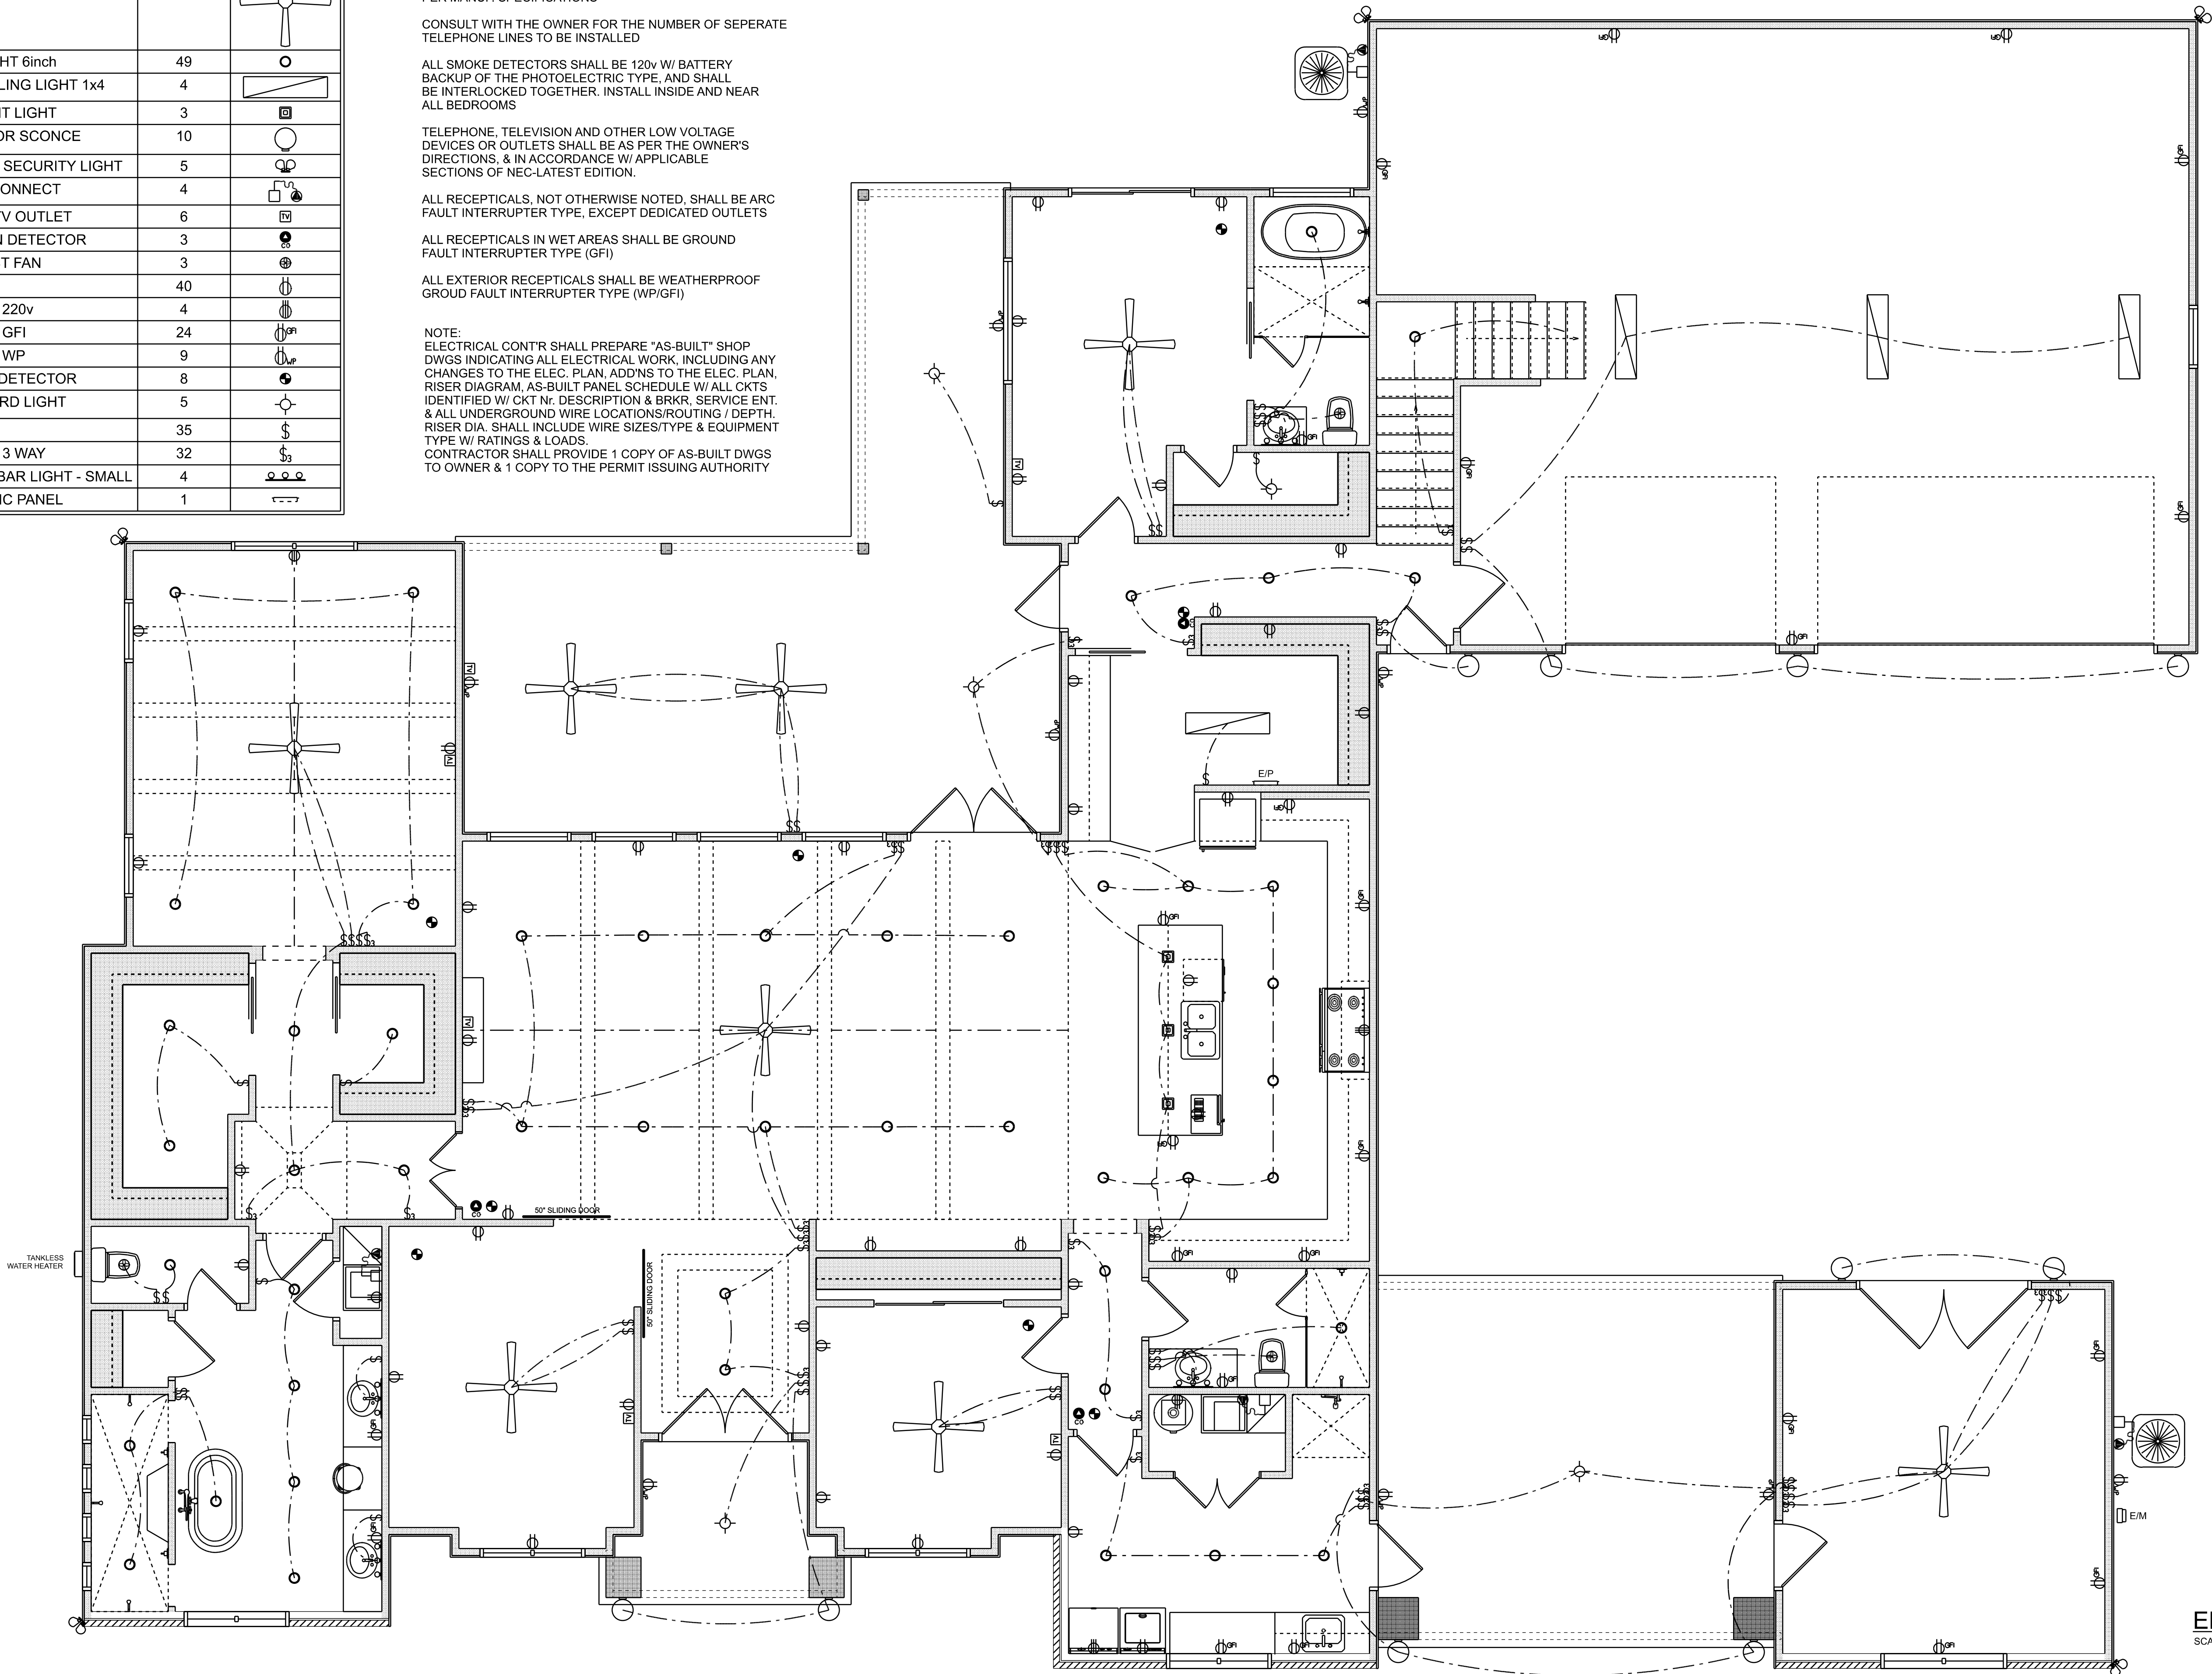 HT 6inch 49
LING LIGHT 1x4 4
T LIGHT 3
OR SCONCE 10
SECURITY LIGHT 5
ONNECT 4
V OUTLET 6 TV
N DETECTOR 3 CO
T FAN 3
40
220v 4
GFI 24 GFI
WP 9 WP
DETECTOR 8
RD LIGHT 5
35 $
3 WAY 32 $3
BAR LIGHT - SMALL 4
IC PANEL 1
CONSULT WITH THE OWNER FOR THE NUMBER OF SEPERATE
TELEPHONE LINES TO BE INSTALLED
ALL SMOKE DETECTORS SHALL BE 120v W/ BATTERY
BACKUP OF THE PHOTOELECTRIC TYPE, AND SHALL
BE INTERLOCKED TOGETHER. INSTALL INSIDE AND NEAR
ALL BEDROOMS
TELEPHONE, TELEVISION AND OTHER LOW VOLTAGE
DEVICES OR OUTLETS SHALL BE AS PER THE OWNER'S
DIRECTIONS, & IN ACCORDANCE W/ APPLICABLE
SECTIONS OF NEC-LATEST EDITION.
ALL RECEPTICALS, NOT OTHERWISE NOTED, SHALL BE ARC
FAULT INTERRUPTER TYPE, EXCEPT DEDICATED OUTLETS
ALL RECEPTICALS IN WET AREAS SHALL BE GROUND
FAULT INTERRUPTER TYPE (GFI)
ALL EXTERIOR RECEPTICALS SHALL BE WEATHERPROOF
GROUD FAULT INTERRUPTER TYPE (WP/GFI)
NOTE:
ELECTRICAL CONT'R SHALL PREPARE "AS-BUILT" SHOP
DWGS INDICATING ALL ELECTRICAL WORK, INCLUDING ANY
CHANGES TO THE ELEC. PLAN, ADD'NS TO THE ELEC. PLAN,
RISER DIAGRAM, AS-BUILT PANEL SCHEDULE W/ ALL CKTS
IDENTIFIED W/ CKT Nr. DESCRIPTION & BRKR, SERVICE ENT.
& ALL UNDERGROUND WIRE LOCATIONS/ROUTING / DEPTH.
RISER DIA. SHALL INCLUDE WIRE SIZES/TYPE & EQUIPMENT
TYPE W/ RATINGS & LOADS.
CONTRACTOR SHALL PROVIDE 1 COPY OF AS-BUILT DWGS
TO OWNER & 1 COPY TO THE PERMIT ISSUING AUTHORITY
E/P
50" SLIDING DOOR
50" SLIDING DOOR
TANKLESS
WATER HEATER
E/M